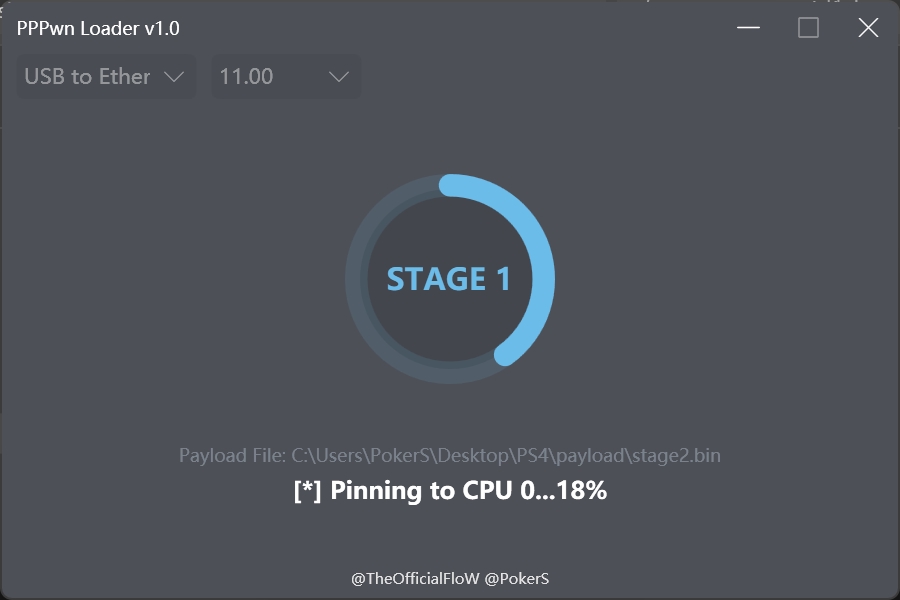 PPPwn Loader v1.0
USB to Ether
11.00
STAGE 1
Payload File: C:\Users\PokerS\Desktop\PS4\payload\stage2.bin
[*] Pinning to CPU 0...18%
@TheOfficialFloW @PokerS